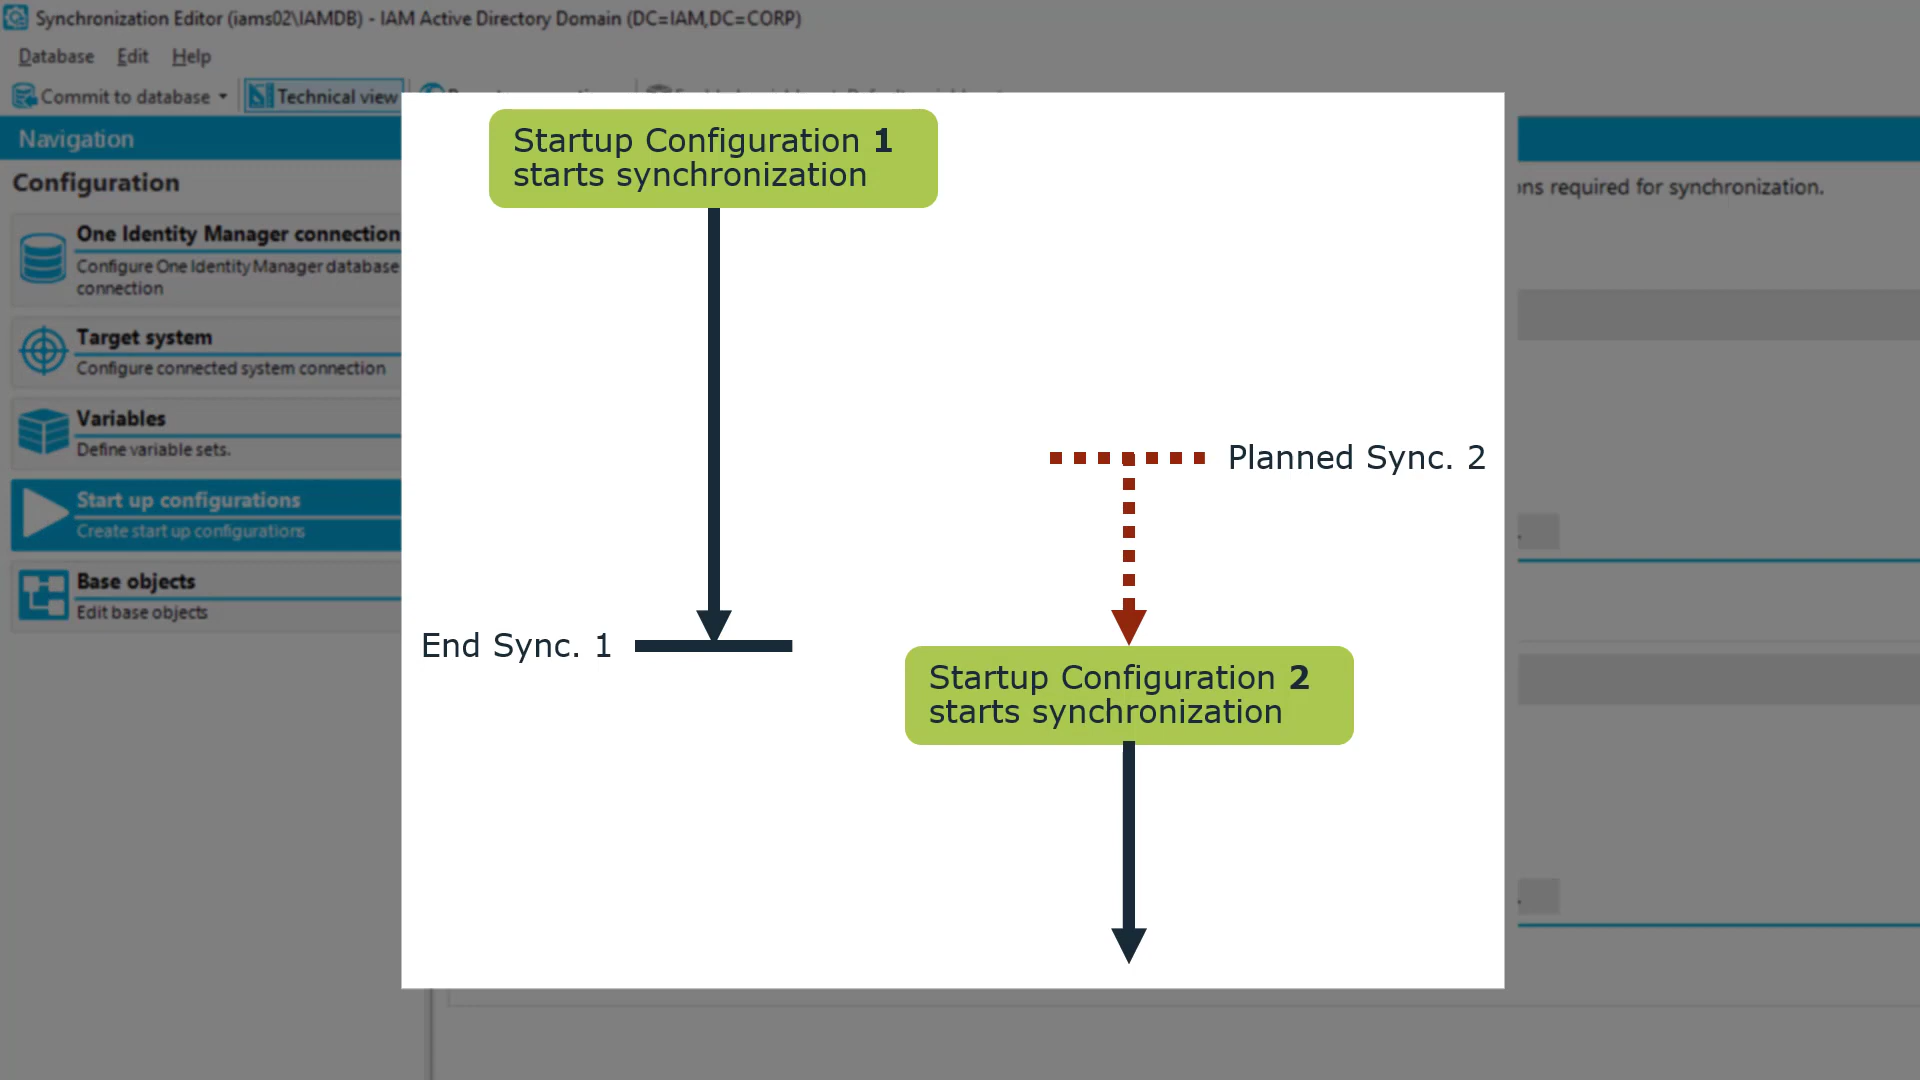 Synchronization Editor (iams02\IAMDB) - IAM Active Directory Domain (DC=IAM,DC=CORP)
Database Edit Help
Commit to database
Technical view
Navigation
Configuration
One Identity Manager connection
Configure One Identity Manager database
connection
Target system
Configure connected system connection
Variables
Define variable sets.
Start up configurations
Create start up configurations
Base objects
Edit base objects
required for synchronization.
Startup Configuration 1
starts synchronization
Planned Sync. 2
End Sync. 1
Startup Configuration 2
starts synchronization